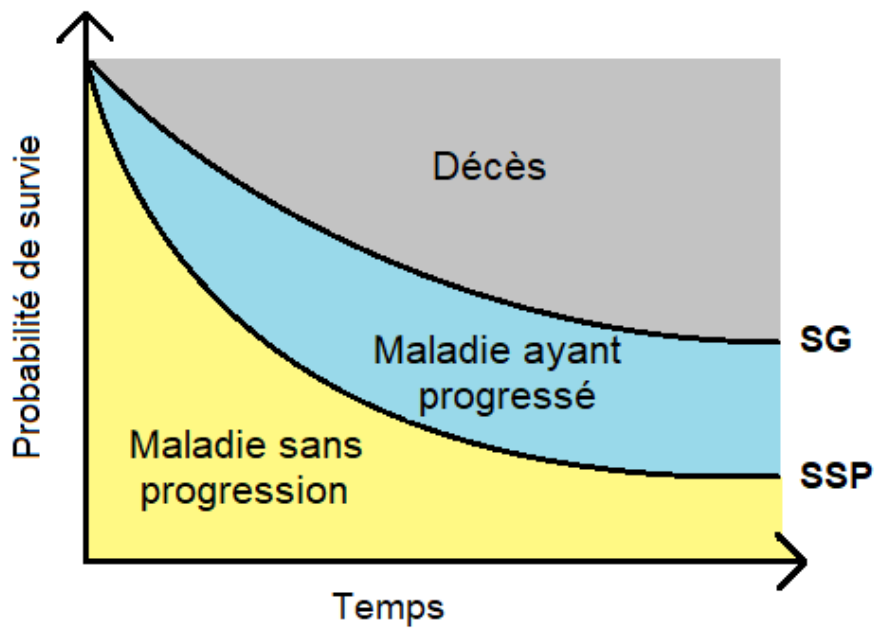 Probabilité de survie
Décès
SG
Maladie ayant
progressé
Maladie sans
progression
SSP
Temps